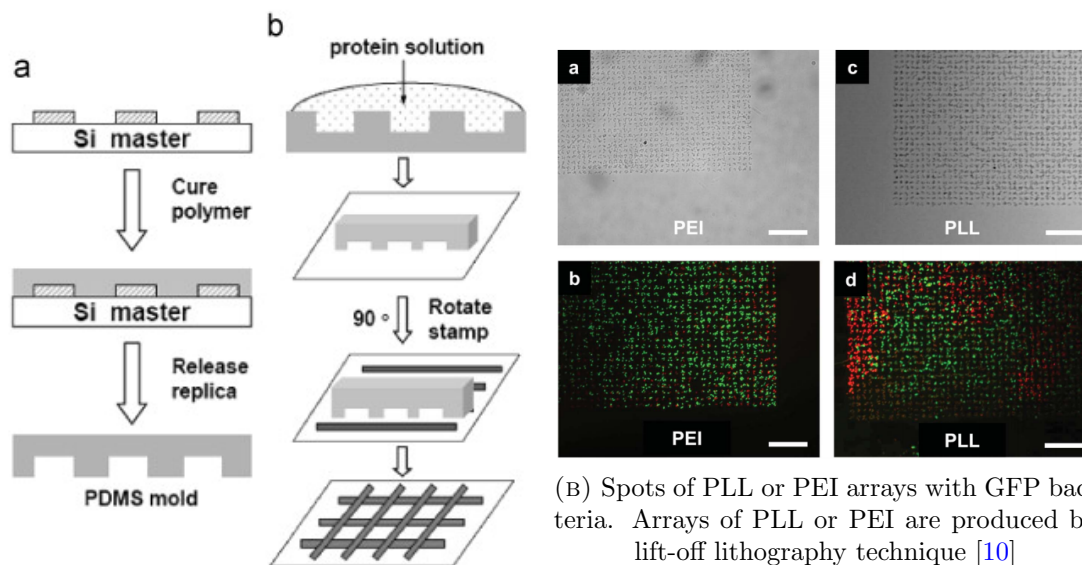 a
Si master
Cure
polymer
Si master
Release
replica
PDMS mold
b
protein solution
90 °
Rotate
stamp
a
PEI
c
PLL
b
PEI
d
PLL
(B) Spots of PLL or PEI arrays with GFP bac
teria. Arrays of PLL or PEI are produced b
lift-off lithography technique [10]